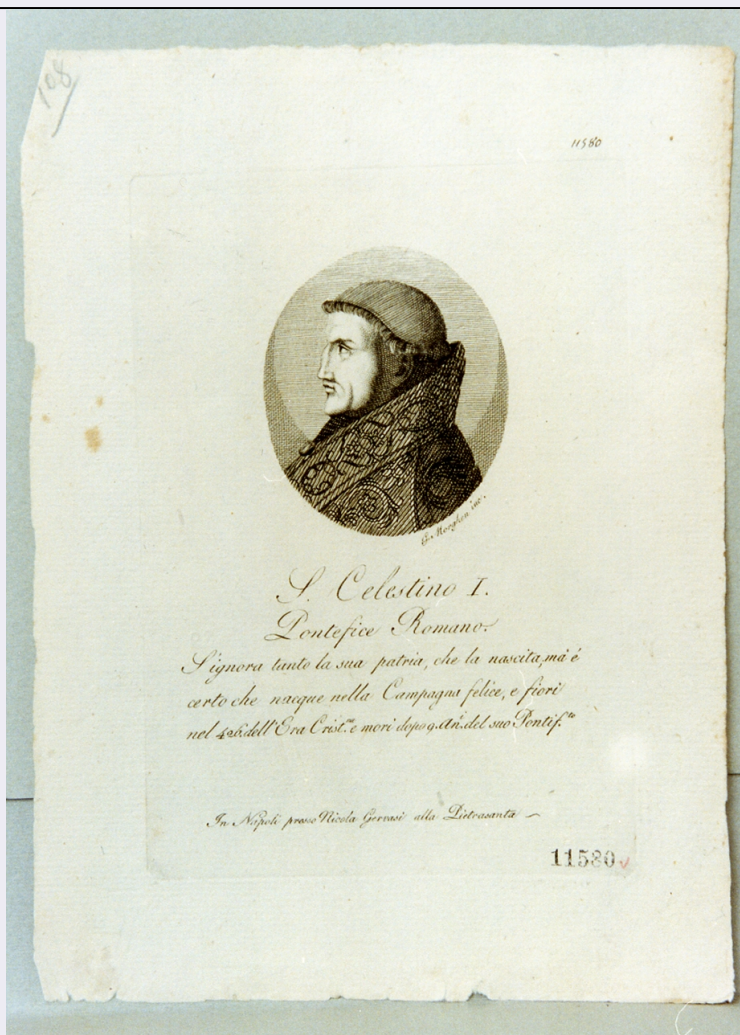 108
11580
G. Morghen inc.
S. Celestino I.
Pontefice Romano.
S'ignora tanto la sua patria, che la nascita, mà é
certo che nacque nella Campagna felice, e fiorì
nel 426. dell'Era Crist.ⁿᵃ e morì dopo 9. An.ⁱ del suo Pontif.ᵗᵒ
In Napoli presso Nicola Gervasi alla Pietrasanta
11580